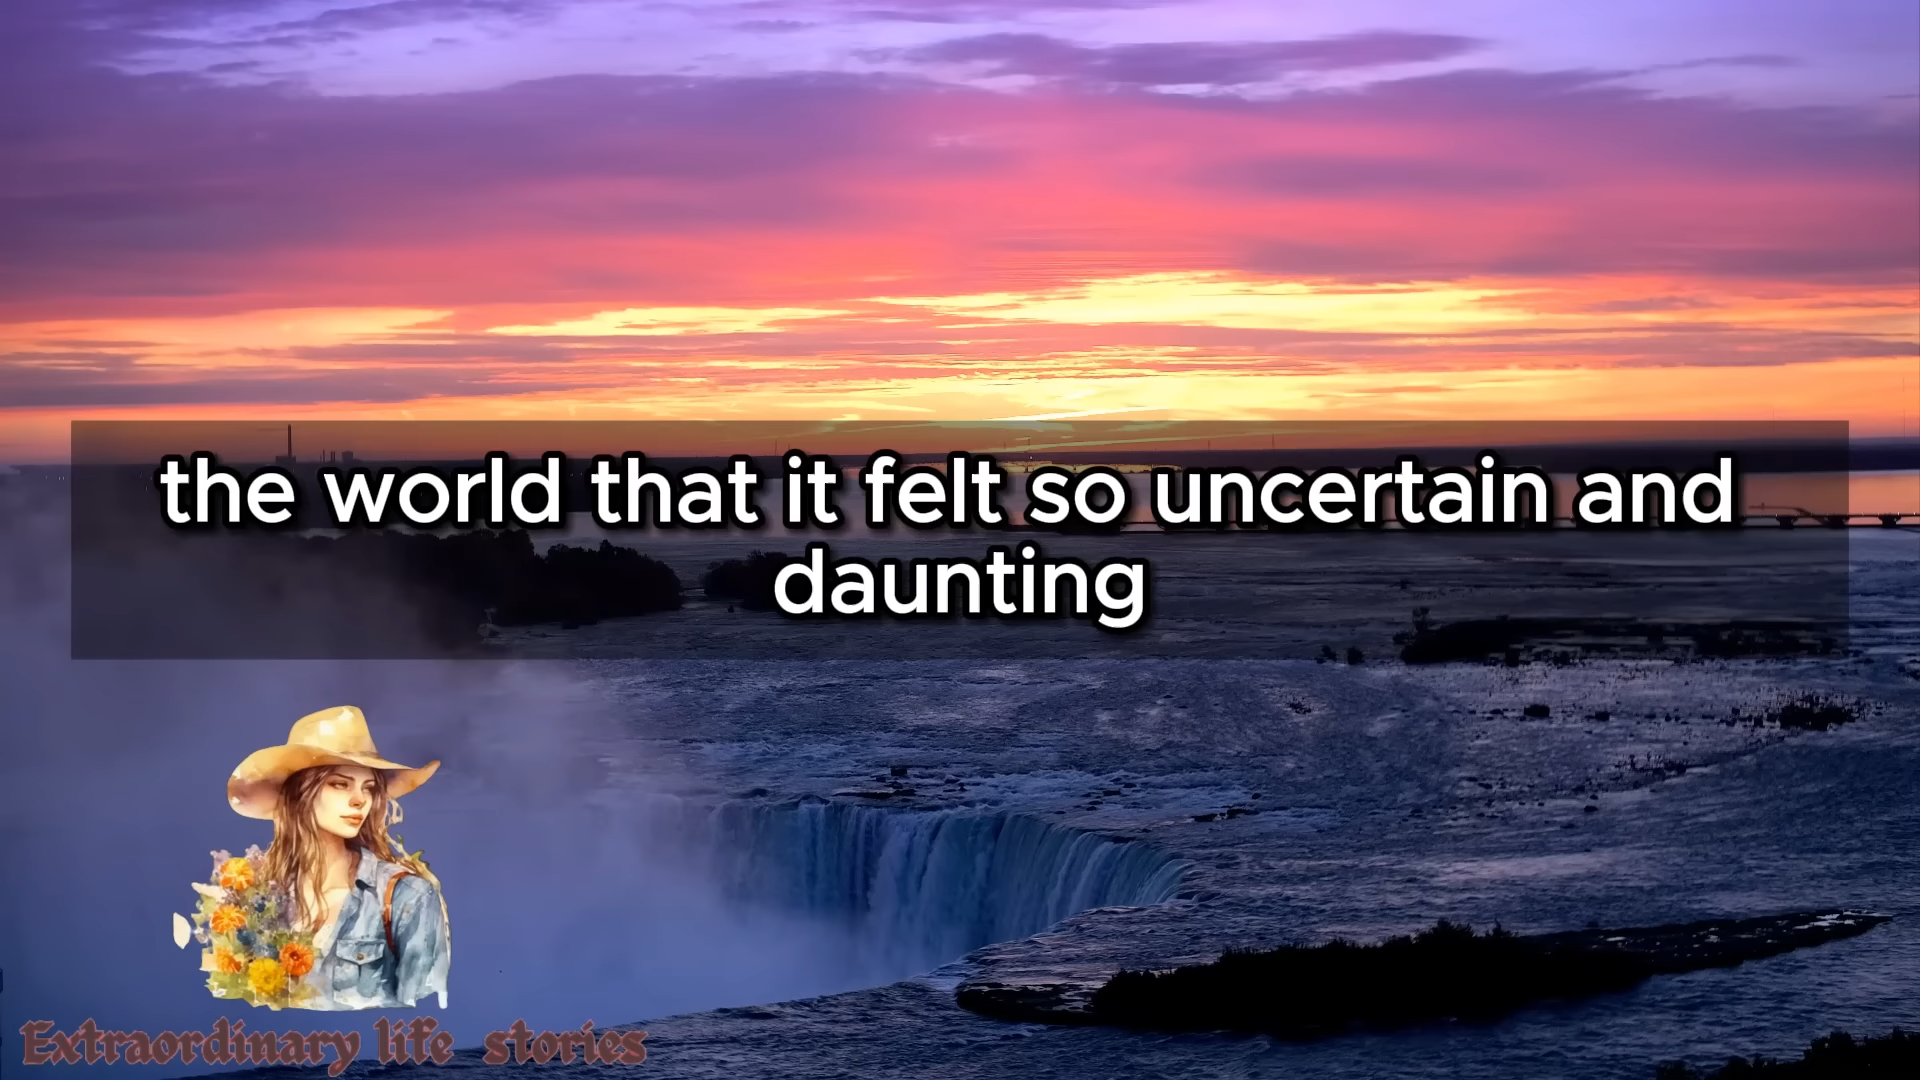 the world that it felt so uncertain and
daunting
Extraordinary life stories